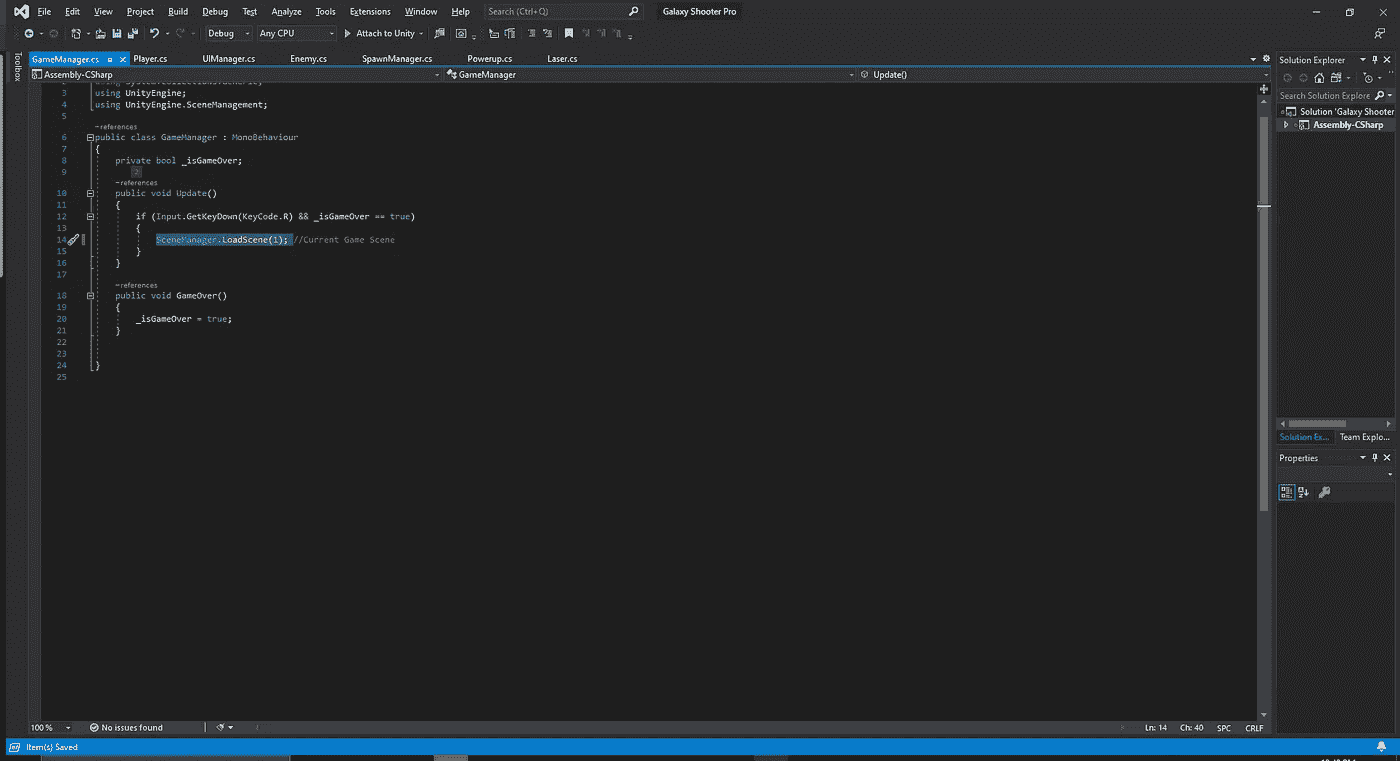 File Edit View Project Build Debug Test Analyze Tools Extensions Window Help Search (Ctrl+Q) Galaxy Shooter Pro
Debug Any CPU Attach to Unity
GameManager.cs Player.cs UIManager.cs Enemy.cs SpawnManager.cs Powerup.cs Laser.cs
Toolbox
Assembly-CSharp GameManager Update()
3 using UnityEngine;
4 using UnityEngine.SceneManagement;
5
-references
6 public class GameManager : MonoBehaviour
7 {
8 private bool _isGameOver;
9
-references
10 public void Update()
11 {
12 if (Input.GetKeyDown(KeyCode.R) && _isGameOver == true)
13 {
14 SceneManager.LoadScene(1); //Current Game Scene
15 }
16 }
17
-references
18 public void GameOver()
19 {
20 _isGameOver = true;
21 }
22
23
24 }
25
Solution Explorer
Search Solution Explore
Solution 'Galaxy Shooter
Assembly-CSharp
Solution Ex... Team Explo...
Properties
100 % No issues found Ln: 14 Ch: 40 SPC CRLF
Item(s) Saved